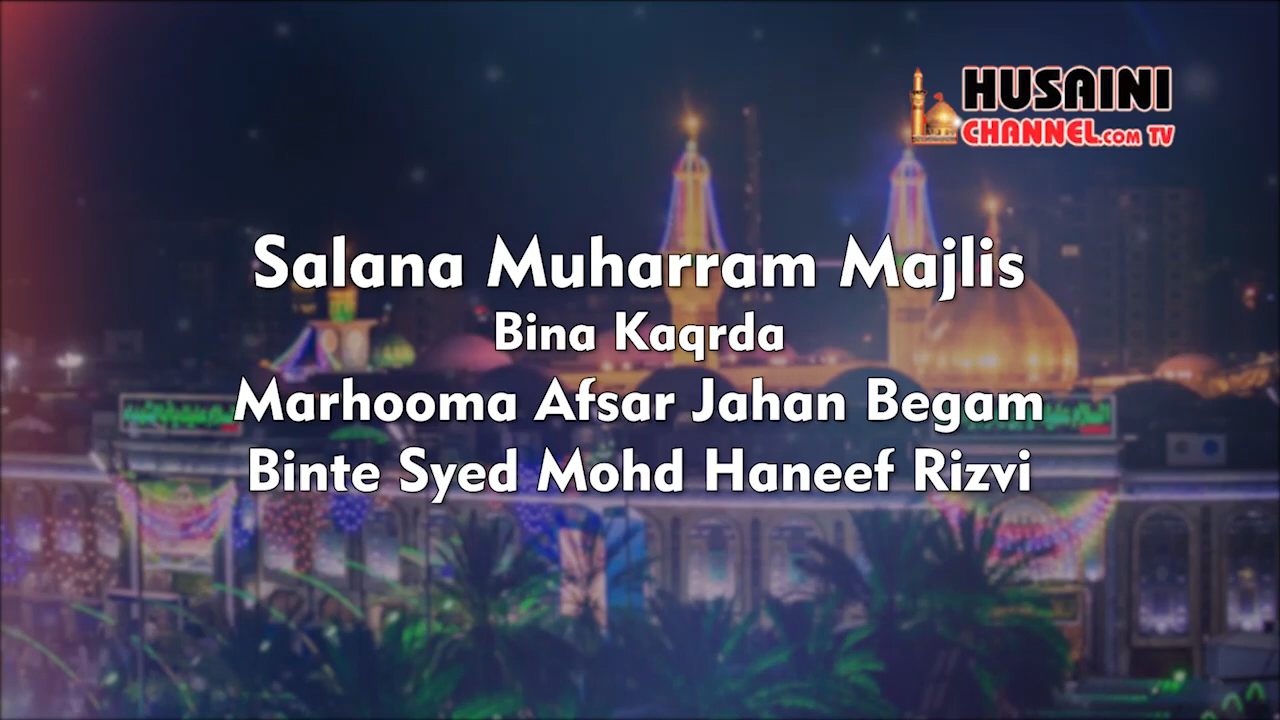 HUSAINI
CHANNEL.COM TV
Salana Muharram Majlis
Bina Kaqrda
Marhooma Afsar Jahan Begam
Binte Syed Mohd Haneef Rizvi